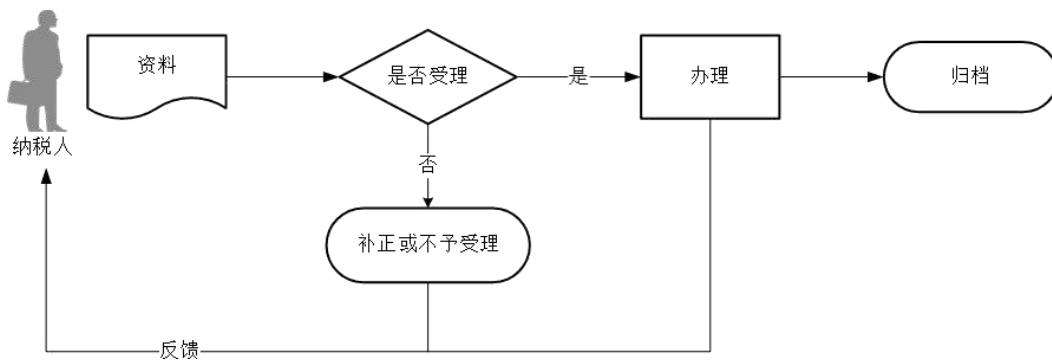 资料
是否受理
是
办理
归档
纳税人
否
补正或不予受理
反馈